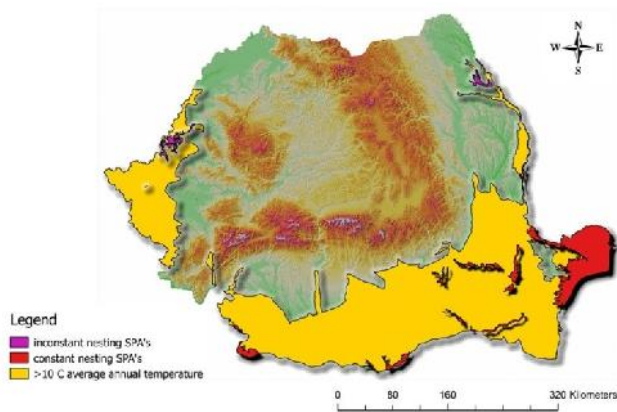 N
W E
S
Legend
inconstant nesting SPA's
constant nesting SPA's
>10 C average annual temperature
0 80 160 320 Kilometers